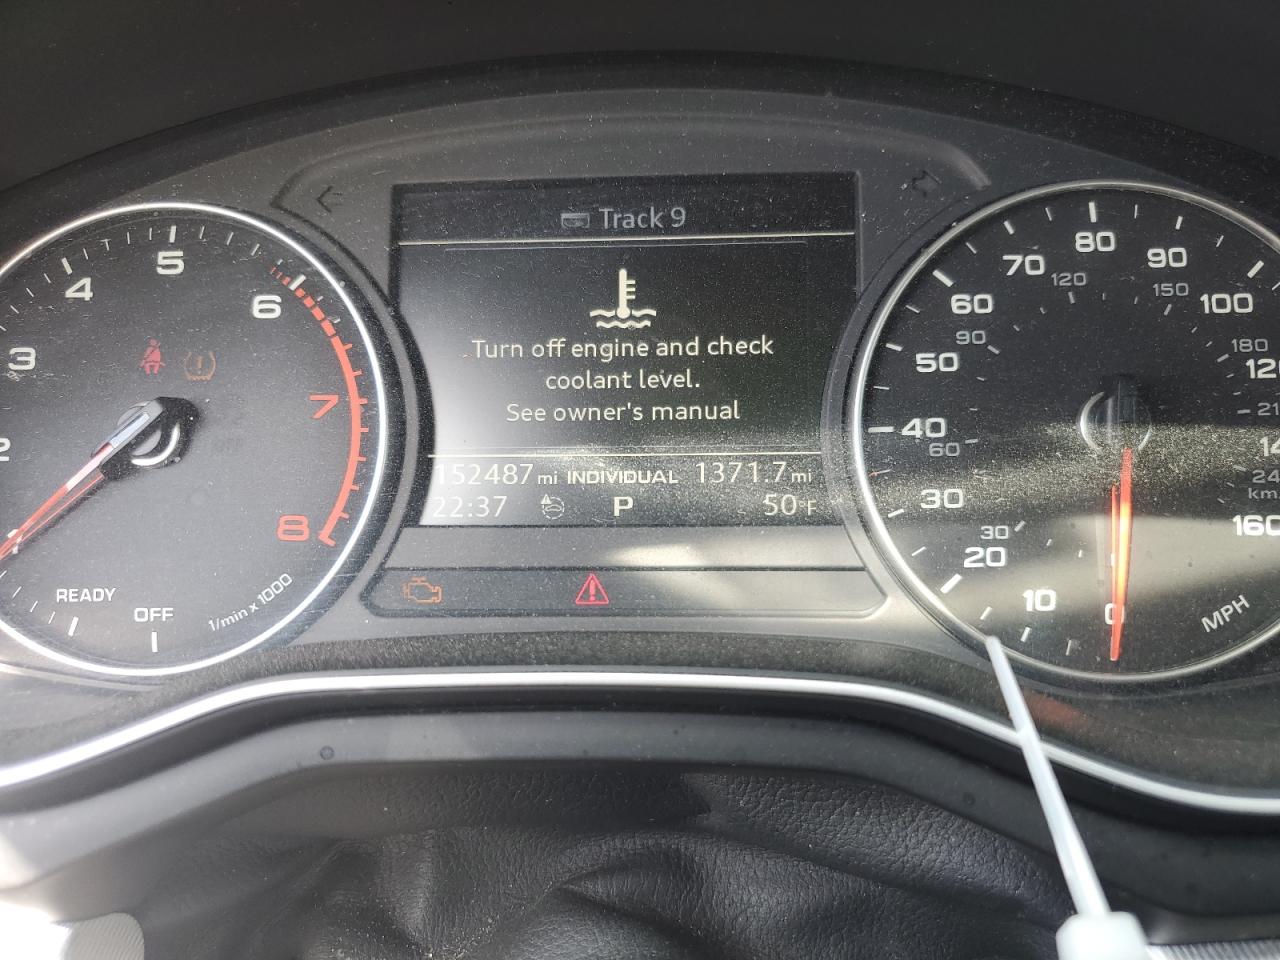 Track 9
Turn off engine and check
coolant level.
See owner's manual
152487 mi INDIVIDUAL 1371.7 mi
22:37 P 50°F
2
3
4
5
6
7
8
READY
OFF
1/min x 1000
0
10
20
30
40
50
60
70
80
90
100
160
30
60
90
120
150
180
MPH